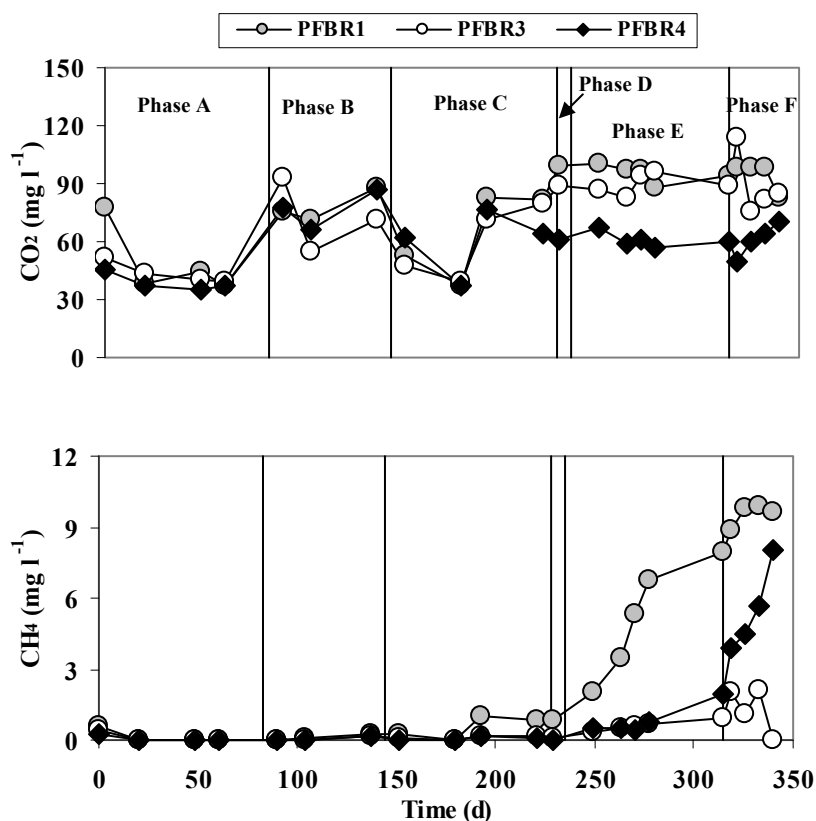 PFBR1 PFBR3 PFBR4
150
120
90
60
30
0
CO2 (mg l-1)
Phase A
Phase B
Phase C
Phase D
Phase E
Phase F
12
9
6
3
0
CH4 (mg l-1)
0 50 100 150 200 250 300 350
Time (d)